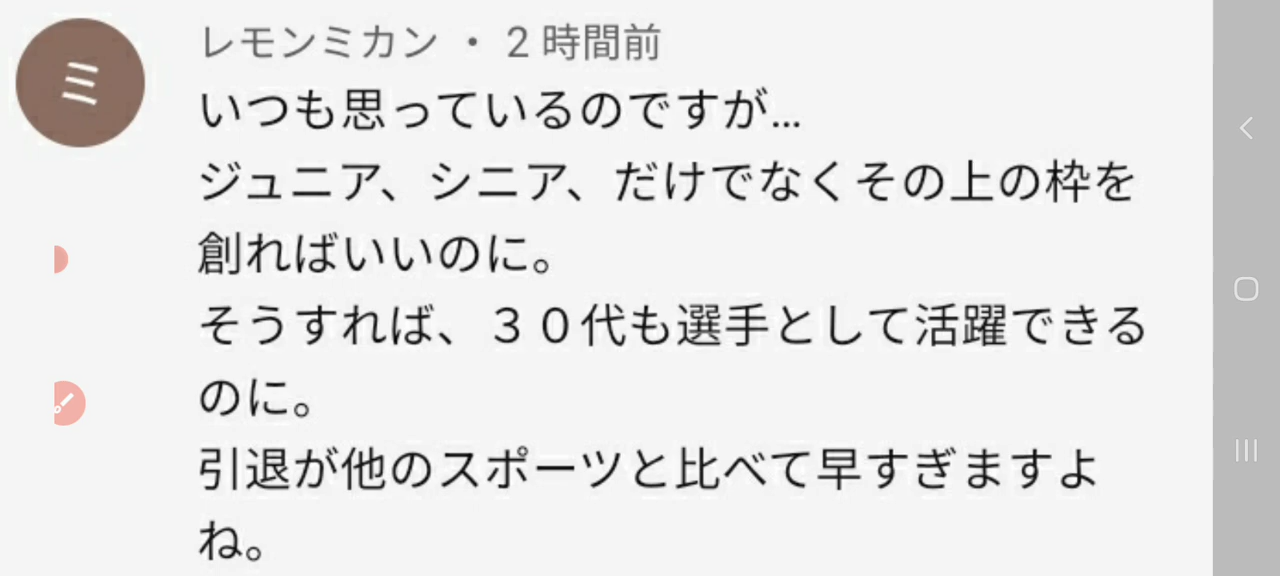 ミ
レモンミカン・2 時間前
いつも思っているのですが...
ジュニア、シニア、だけでなくその上の枠を
創ればいいのに。
そうすれば、３０代も選手として活躍できる
のに。
引退が他のスポーツと比べて早すぎますよ
ね。